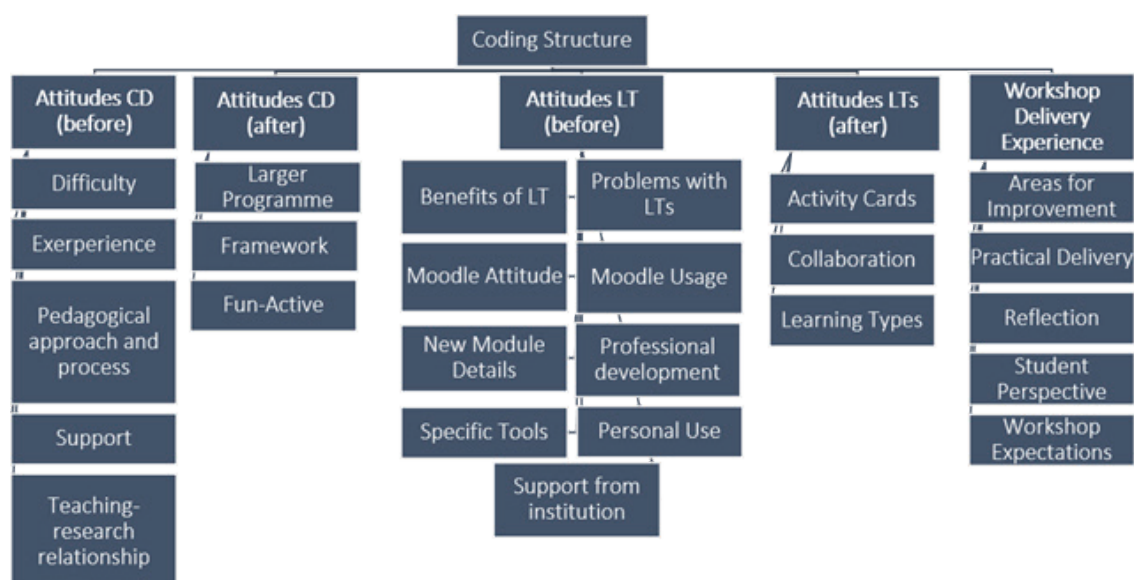 Coding Structure
Attitudes CD
(before)
Difficulty
Exerperience
Pedagogical
approach and
process
Support
Teaching-
research
relationship
Attitudes CD
(after)
Larger
Programme
Framework
Fun-Active
Attitudes LT
(before)
Benefits of LT
Problems with
LTs
Moodle Attitude
Moodle Usage
New Module
Details
Professional
development
Specific Tools
Personal Use
Support from
institution
Attitudes LTs
(after)
Activity Cards
Collaboration
Learning Types
Workshop
Delivery
Experience
Areas for
Improvement
Practical Delivery
Reflection
Student
Perspective
Workshop
Expectations